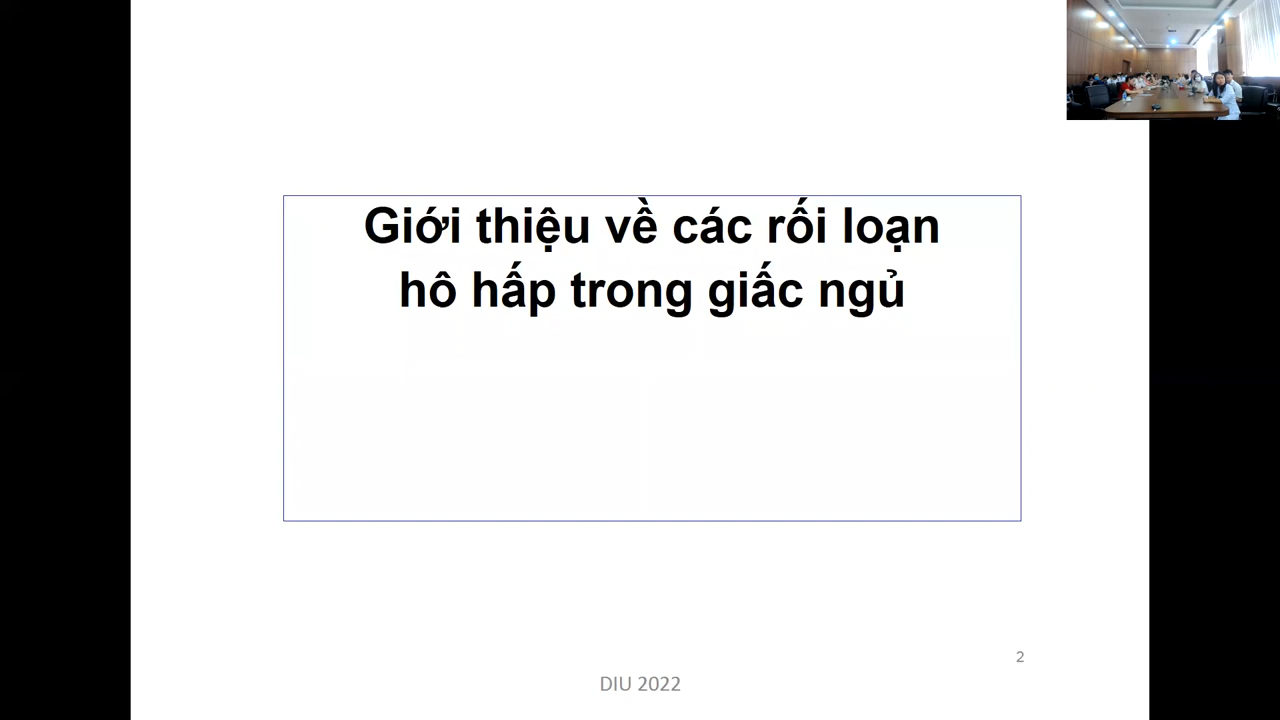 Giới thiệu về các rối loạn
hô hấp trong giấc ngủ
2
DIU 2022